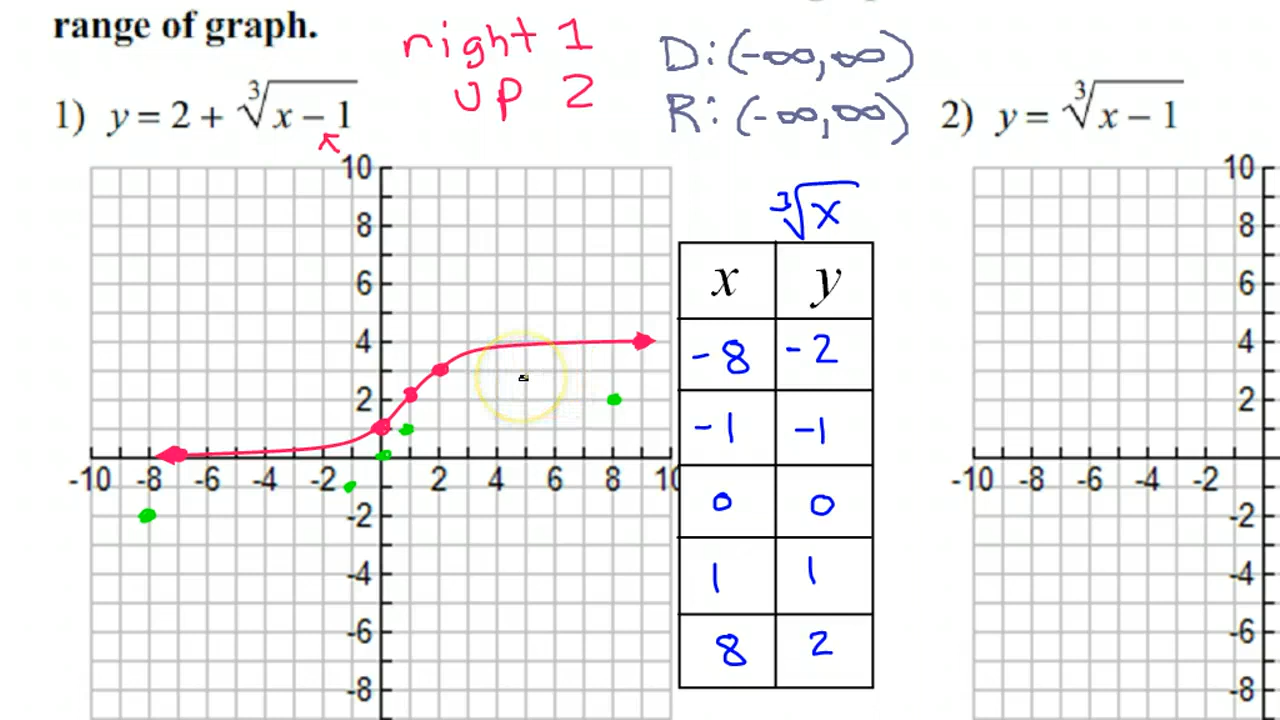 range of graph.
right 1
up 2
D: (-∞, ∞)
R: (-∞, ∞)
1) y = 2 + ∛(x − 1)
2) y = ∛(x − 1)
10
8
6
4
2
-10 -8 -6 -4 -2 2 4 6 8 10
-2
-4
-6
-8
∛x
x y
-8 -2
-1 -1
0 0
1 1
8 2
10
8
6
4
2
-10 -8 -6 -4 -2
-2
-4
-6
-8